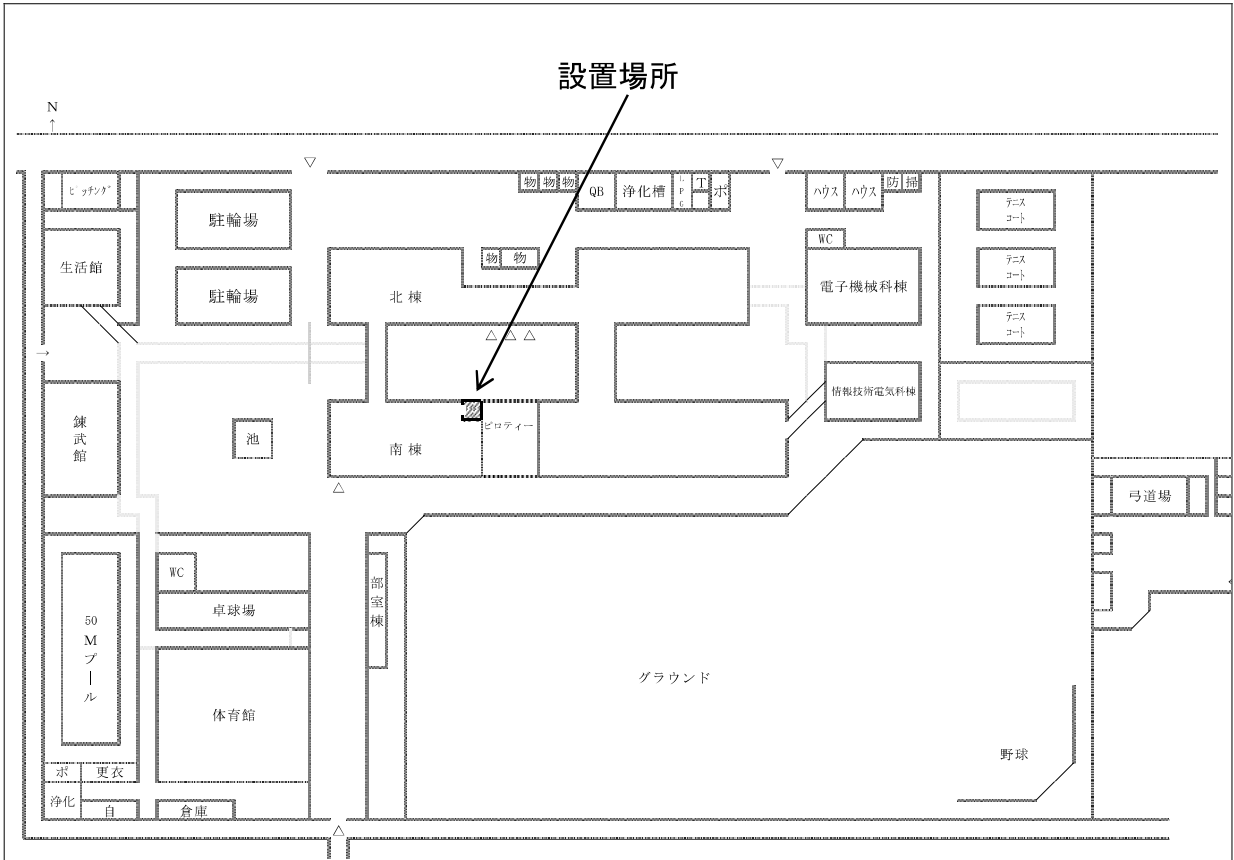 設置場所
N
↑
ピッチング
物
物
物
QB
浄化槽
LPG
T
ポ
ハウス
ハウス
防
掃
駐輪場
テニス
コート
生活館
WC
物
物
テニス
コート
電子機械科棟
駐輪場
北棟
テニス
コート
→
情報技術電気科棟
錬武館
池
ピロティー
南棟
弓道場
WC
部室棟
卓球場
50Mプール
グラウンド
体育館
野球
ポ
更衣
浄化
自
倉庫